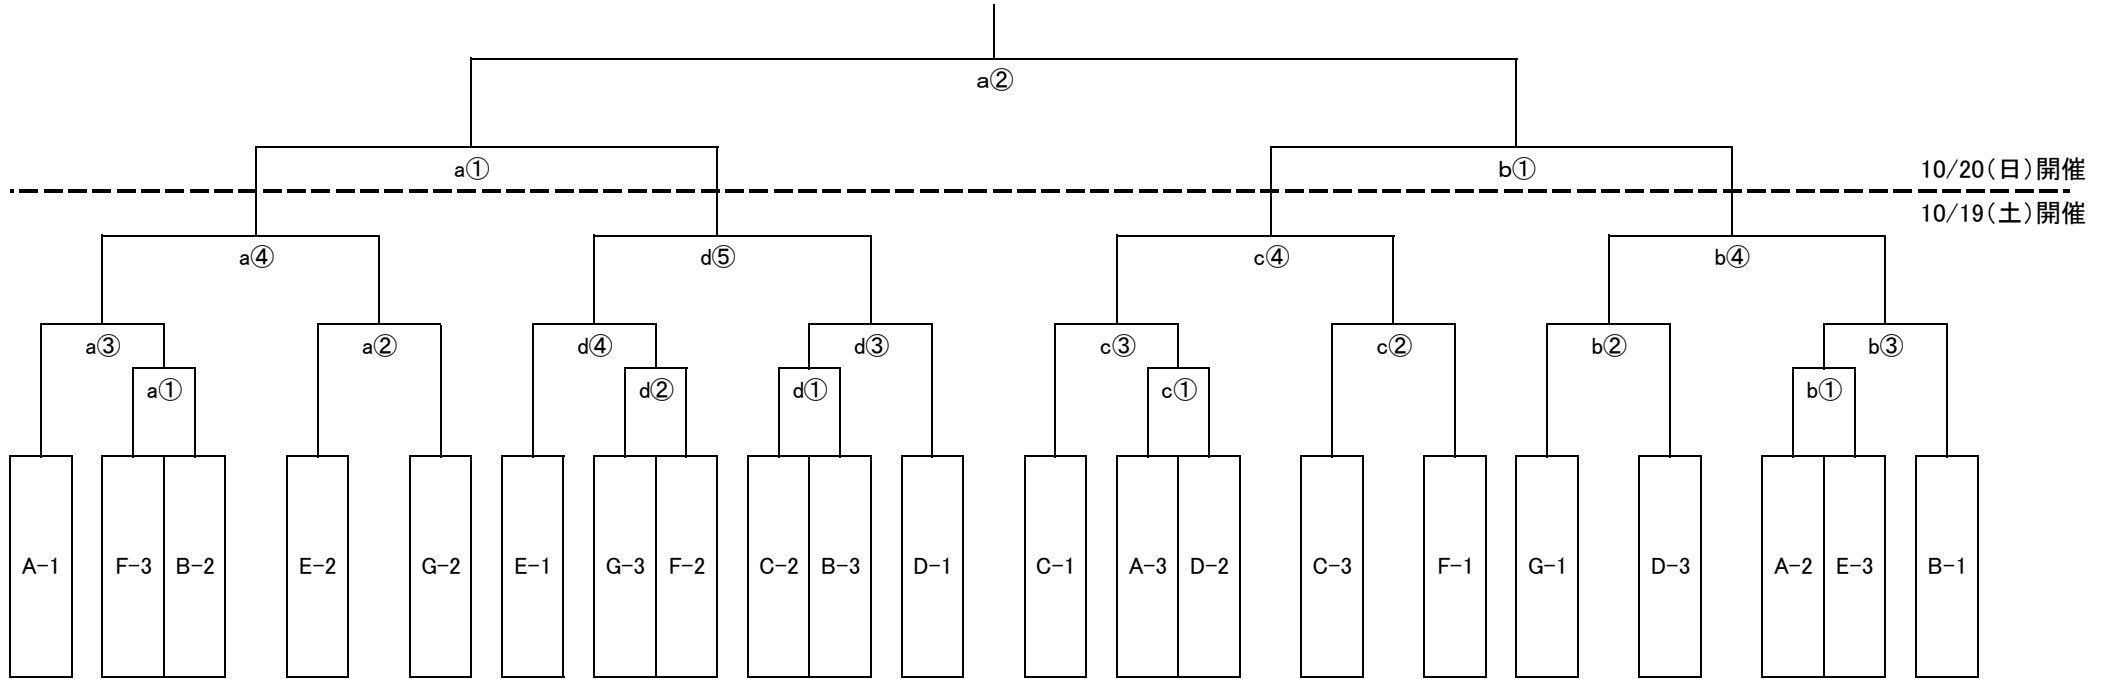 a②
a① b① 10/20(日)開催
10/19(土)開催
a④ d⑤ c④ b④
a③ a② d④ d③ c③ c② b② b③
a① d② d① c① b①
A-1 F-3 B-2 E-2 G-2 E-1 G-3 F-2 C-2 B-3 D-1 C-1 A-3 D-2 C-3 F-1 G-1 D-3 A-2 E-3 B-1